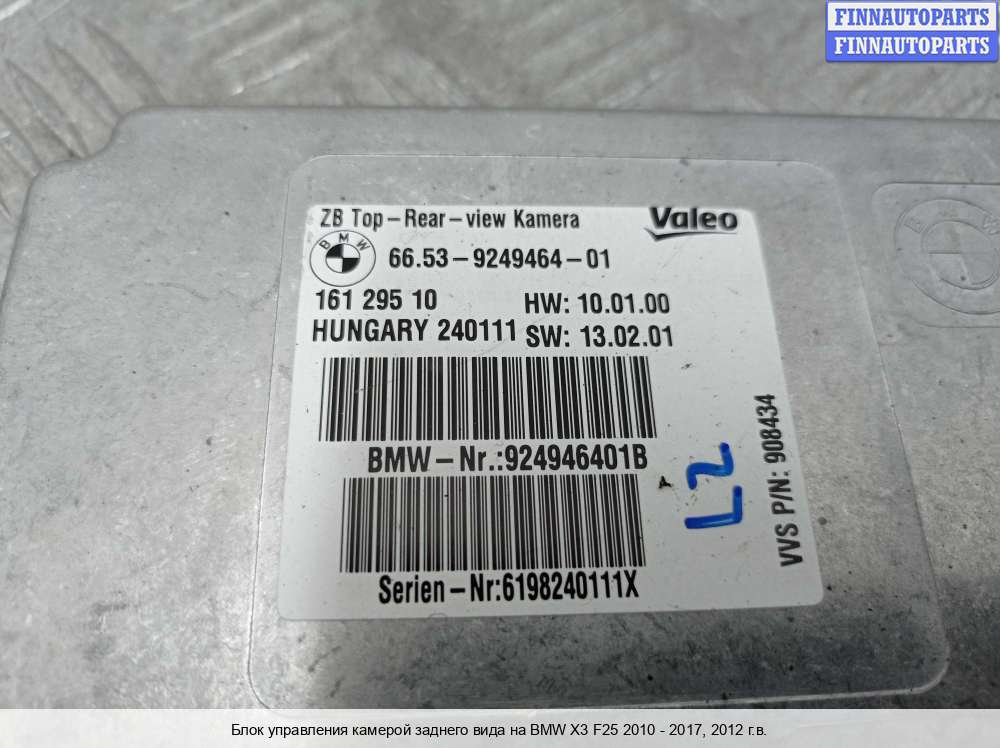 FINNAUTOPARTS
FINNAUTOPARTS
ZB Top-Rear-view Kamera
Valeo
BMW
66.53-9249464-01
161 295 10
HW: 10.01.00
HUNGARY 240111
SW: 13.02.01
BMW-Nr.:924946401B
Serien-Nr:6198240111X
VVS P/N: 908434
LZ
BMW
Блок управления камерой заднего вида на BMW X3 F25 2010 - 2017, 2012 г.в.